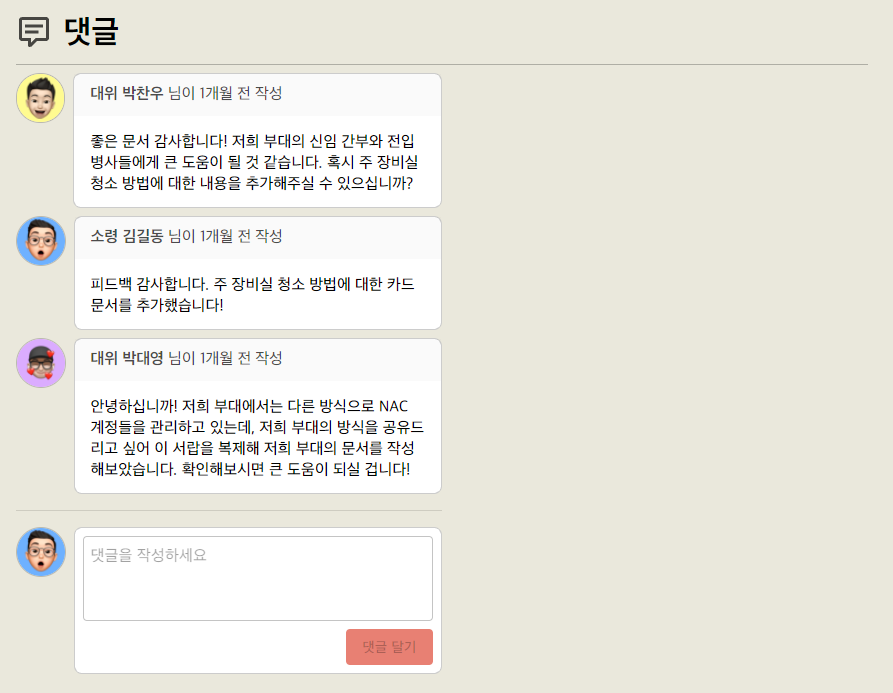 댓글
대위 박찬우 님이 1개월 전 작성
좋은 문서 감사합니다! 저희 부대의 신임 간부와 전입
병사들에게 큰 도움이 될 것 같습니다. 혹시 주 장비실
청소 방법에 대한 내용을 추가해주실 수 있으십니까?
소령 김길동 님이 1개월 전 작성
피드백 감사합니다. 주 장비실 청소 방법에 대한 카드
문서를 추가했습니다!
대위 박대영 님이 1개월 전 작성
안녕하십니까! 저희 부대에서는 다른 방식으로 NAC
계정들을 관리하고 있는데, 저희 부대의 방식을 공유드
리고 싶어 이 서랍을 복제해 저희 부대의 문서를 작성
해보았습니다. 확인해보시면 큰 도움이 되실 겁니다!
댓글을 작성하세요
댓글 달기